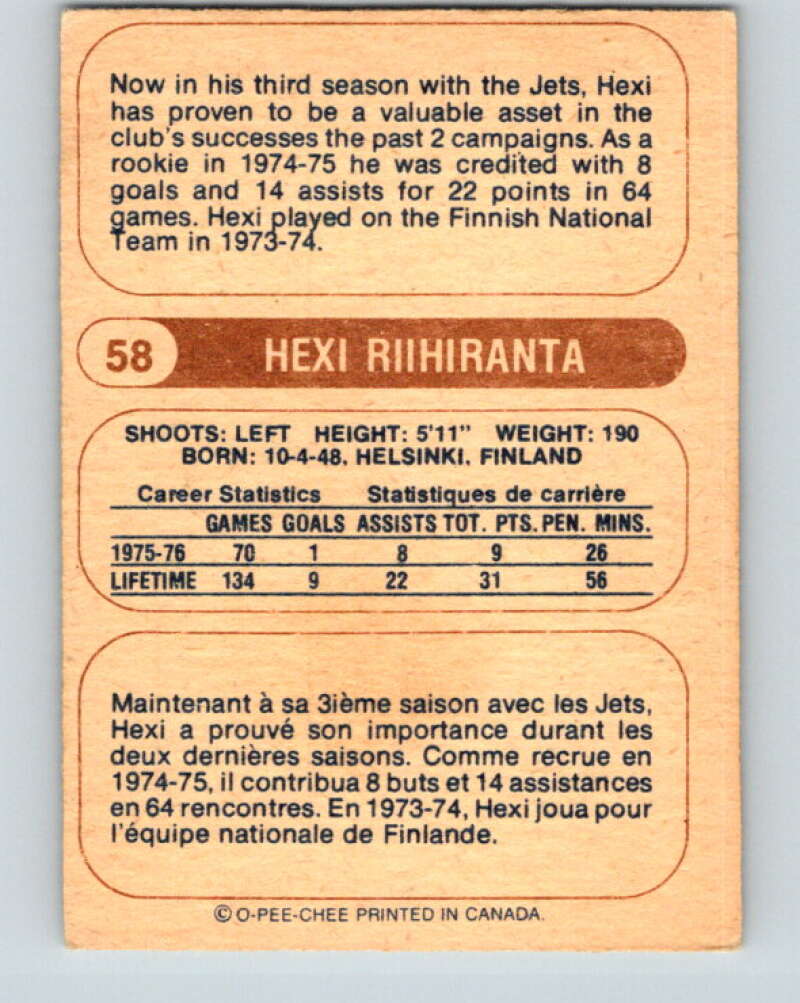 Now in his third season with the Jets, Hexi
has proven to be a valuable asset in the
club's successes the past 2 campaigns. As a
rookie in 1974-75 he was credited with 8
goals and 14 assists for 22 points in 64
games. Hexi played on the Finnish National
Team in 1973-74.
58 HEXI RIIHIRANTA
SHOOTS: LEFT HEIGHT: 5'11" WEIGHT: 190
BORN: 10-4-48, HELSINKI, FINLAND
Career Statistics Statistiques de carrière
GAMES GOALS ASSISTS TOT. PTS. PEN. MINS.
1975-76 70 1 8 9 26
LIFETIME 134 9 22 31 56
Maintenant à sa 3ième saison avec les Jets,
Hexi a prouvé son importance durant les
deux dernières saisons. Comme recrue en
1974-75, il contribua 8 buts et 14 assistances
en 64 rencontres. En 1973-74, Hexi joua pour
l'équipe nationale de Finlande.
© O-PEE-CHEE PRINTED IN CANADA.